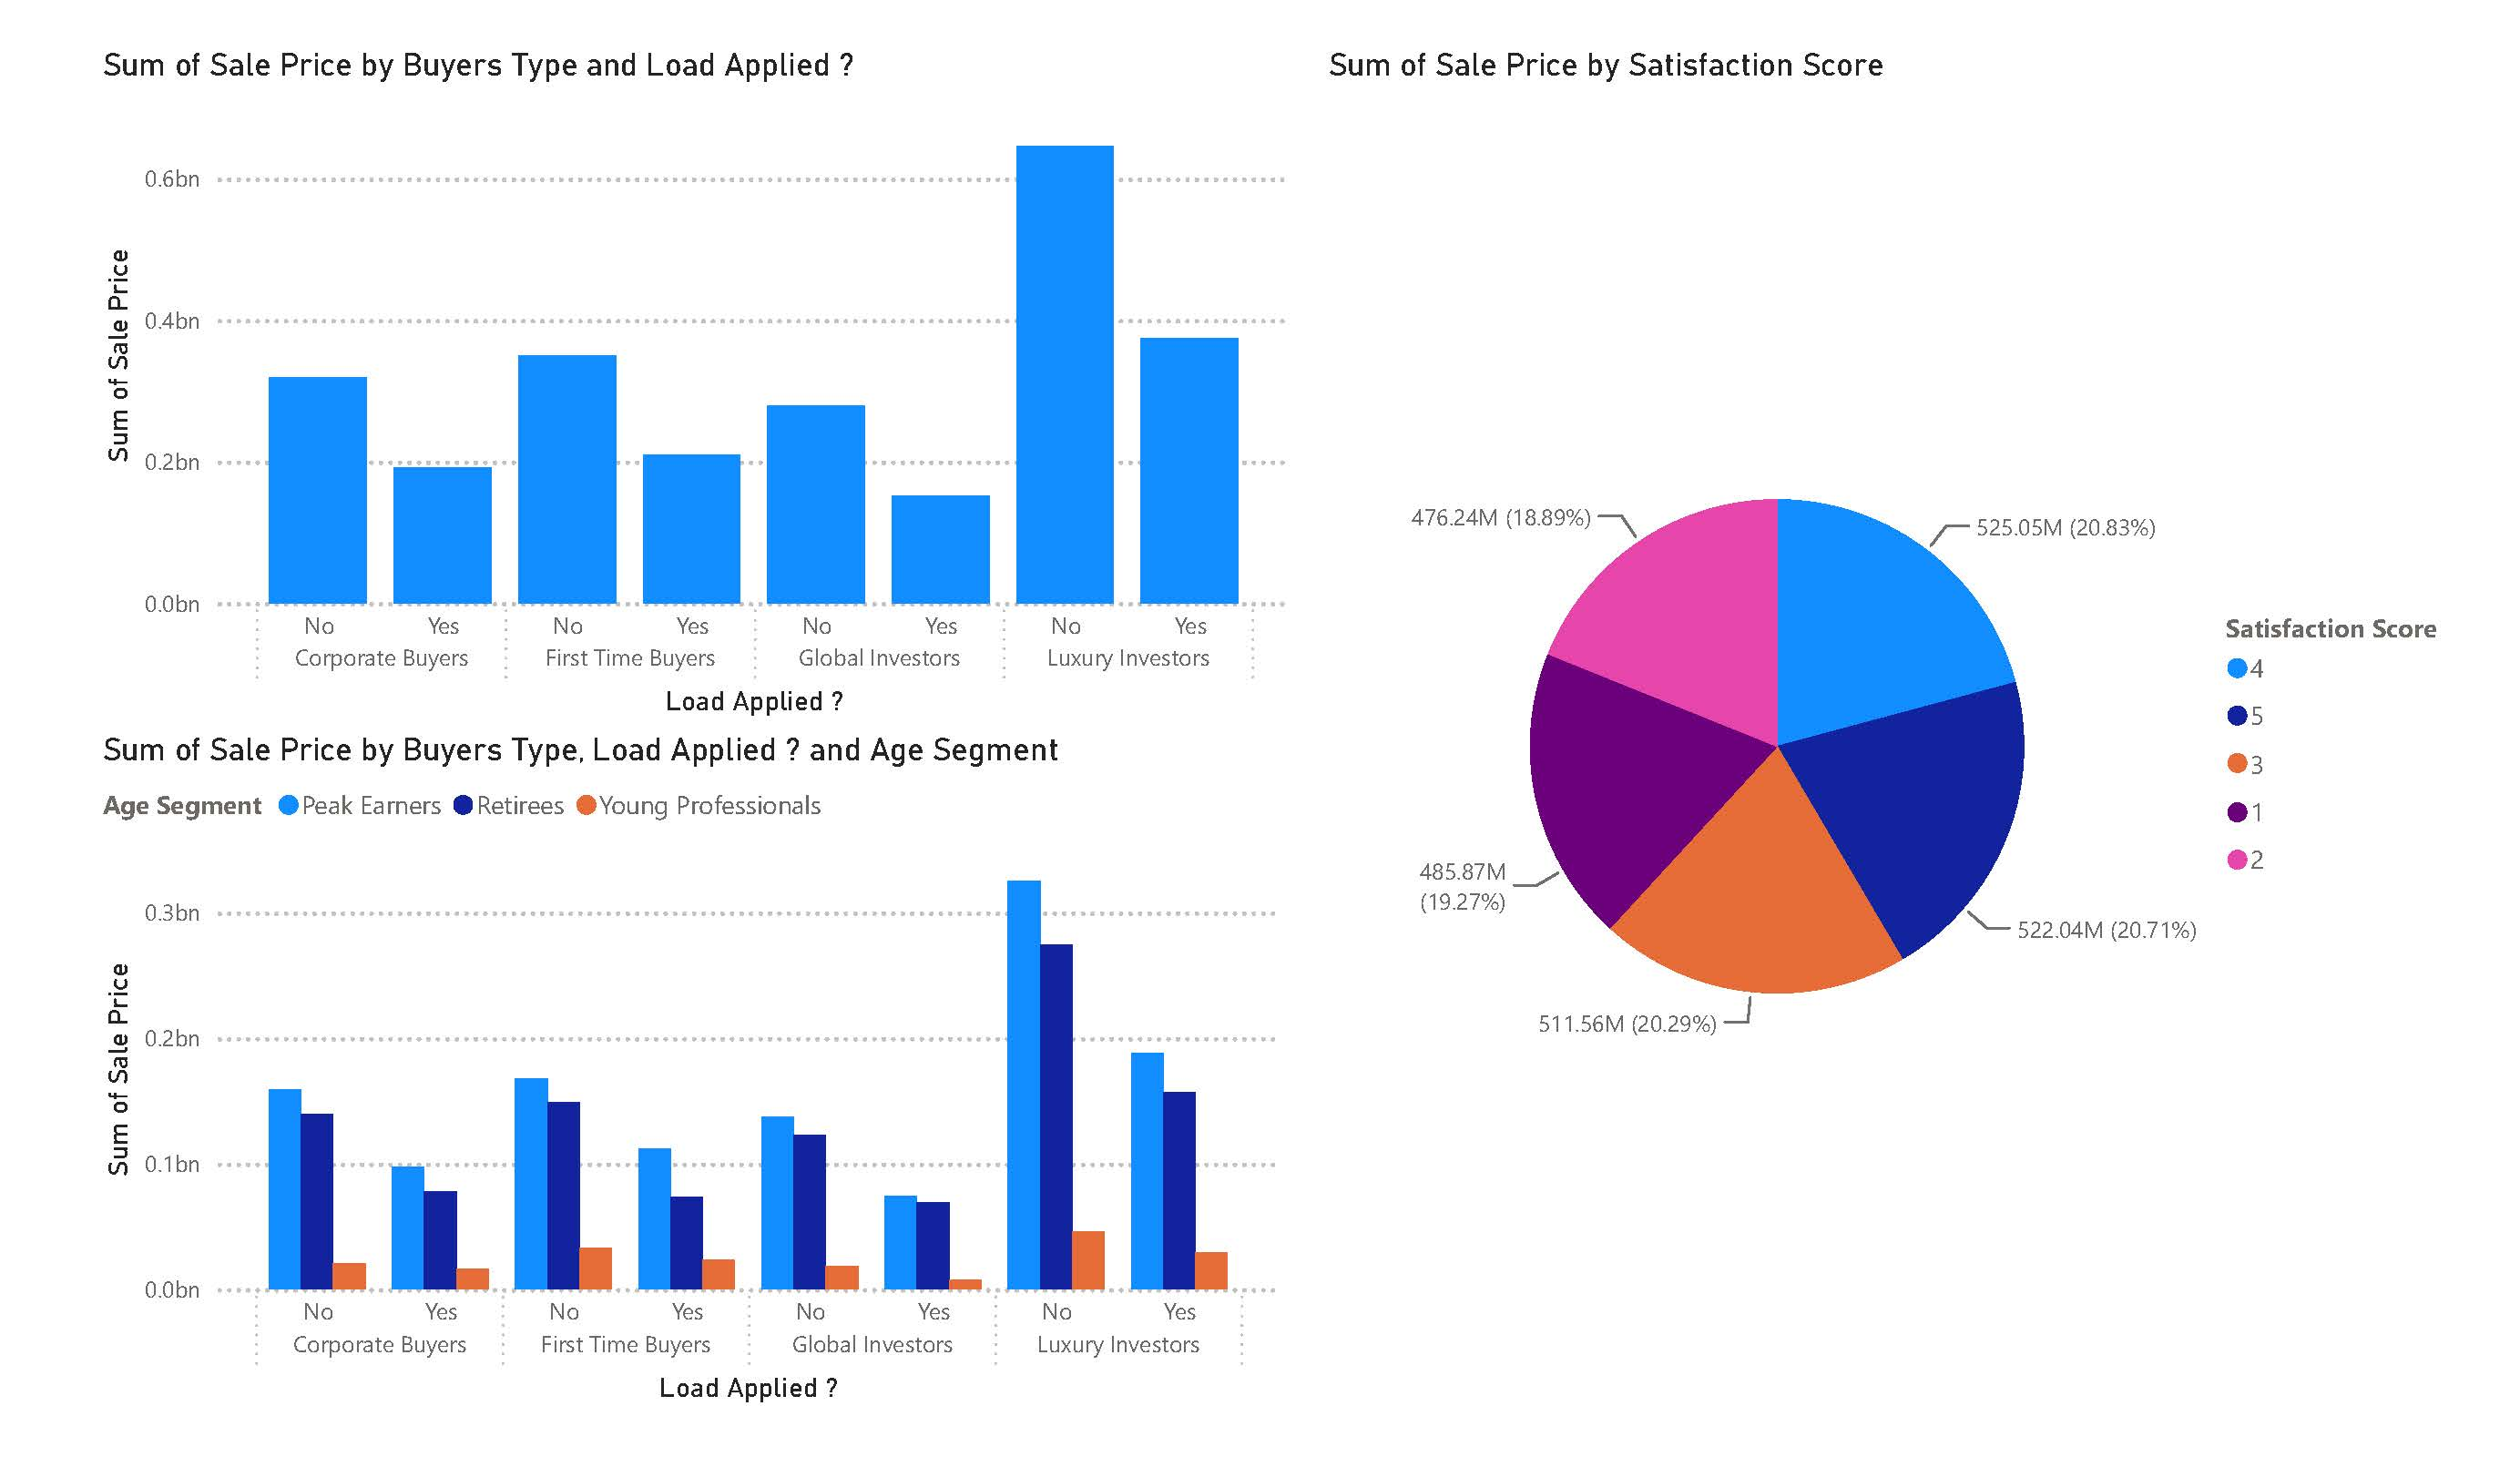 Sum of Sale Price by Buyers Type and Load Applied ?
Sum of Sale Price
0.6bn
0.4bn
0.2bn
0.0bn
No Yes No Yes No Yes No Yes
Corporate Buyers First Time Buyers Global Investors Luxury Investors
Load Applied ?
Sum of Sale Price by Buyers Type, Load Applied ? and Age Segment
Age Segment Peak Earners Retirees Young Professionals
Sum of Sale Price
0.3bn
0.2bn
0.1bn
0.0bn
No Yes No Yes No Yes No Yes
Corporate Buyers First Time Buyers Global Investors Luxury Investors
Load Applied ?
Sum of Sale Price by Satisfaction Score
476.24M (18.89%)
525.05M (20.83%)
485.87M
(19.27%)
522.04M (20.71%)
511.56M (20.29%)
Satisfaction Score
4
5
3
1
2